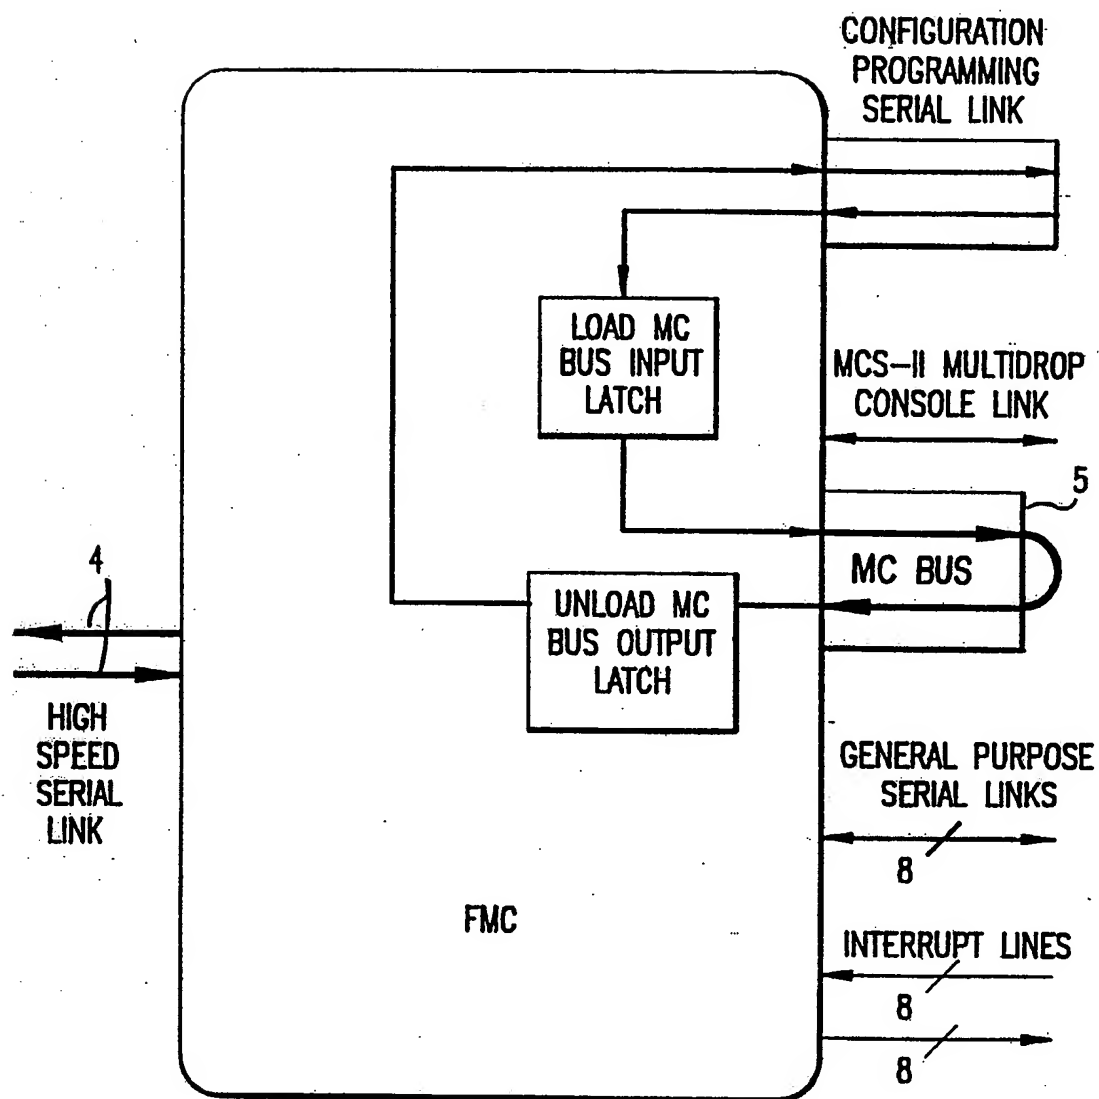 CONFIGURATION
PROGRAMMING
SERIAL LINK
LOAD MC
BUS INPUT
LATCH
MCS-II MULTIDROP
CONSOLE LINK
5
MC BUS
4
UNLOAD MC
BUS OUTPUT
LATCH
HIGH
SPEED
SERIAL
LINK
GENERAL PURPOSE
SERIAL LINKS
8
FMC
INTERRUPT LINES
8
8